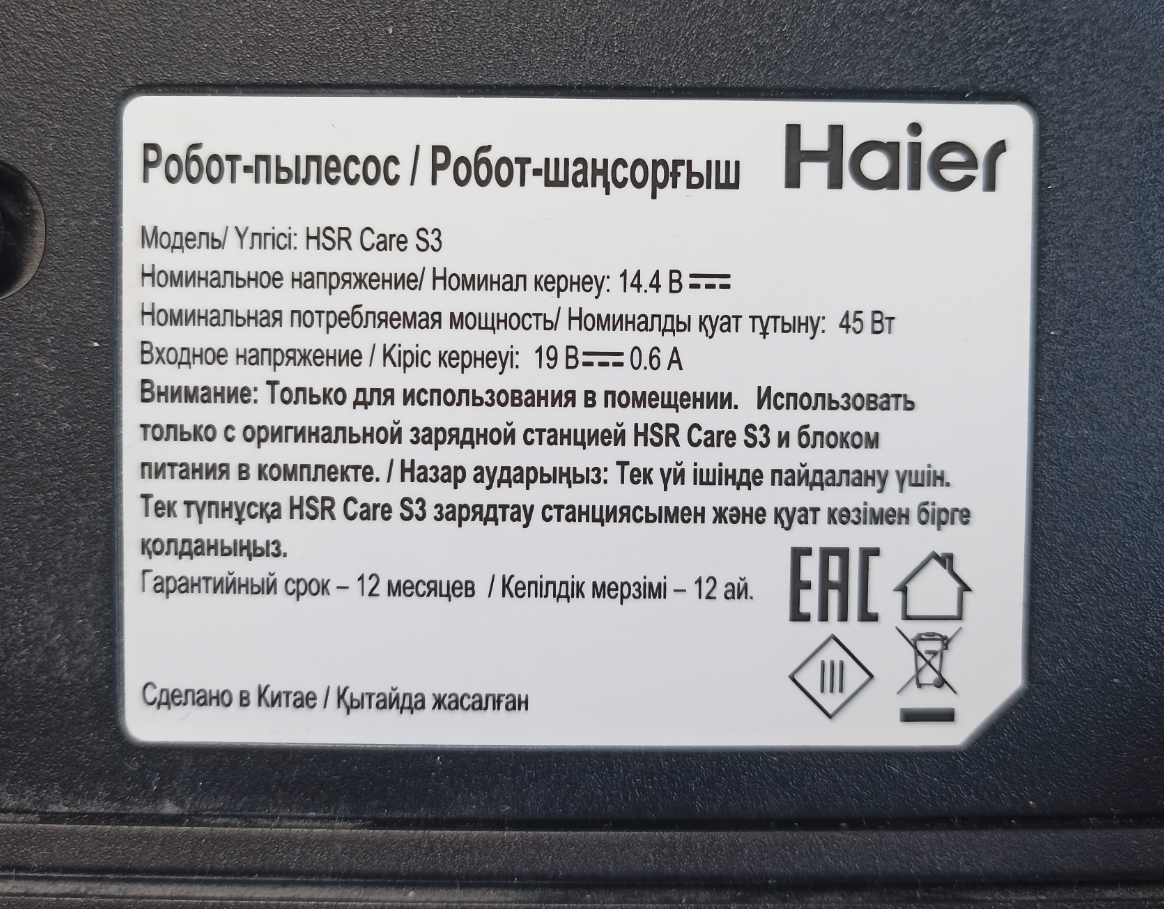 Робот-пылесос / Робот-шаңсорғыш Haier
Модель/ Үлгісі: HSR Care S3
Номинальное напряжение/ Номинал кернеу: 14.4 В
Номинальная потребляемая мощность/ Номиналды қуат тұтыну: 45 Вт
Входное напряжение / Кіріс кернеуі: 19 В 0.6 А
Внимание: Только для использования в помещении. Использовать
только с оригинальной зарядной станцией HSR Care S3 и блоком
питания в комплекте. / Назар аударыңыз: Тек үй ішінде пайдалану үшін.
Тек түпнұсқа HSR Care S3 зарядтау станциясымен және қуат көзімен бірге
қолданыңыз.
Гарантийный срок – 12 месяцев / Кепілдік мерзімі – 12 ай.
EAC
III
Сделано в Китае / Қытайда жасалған